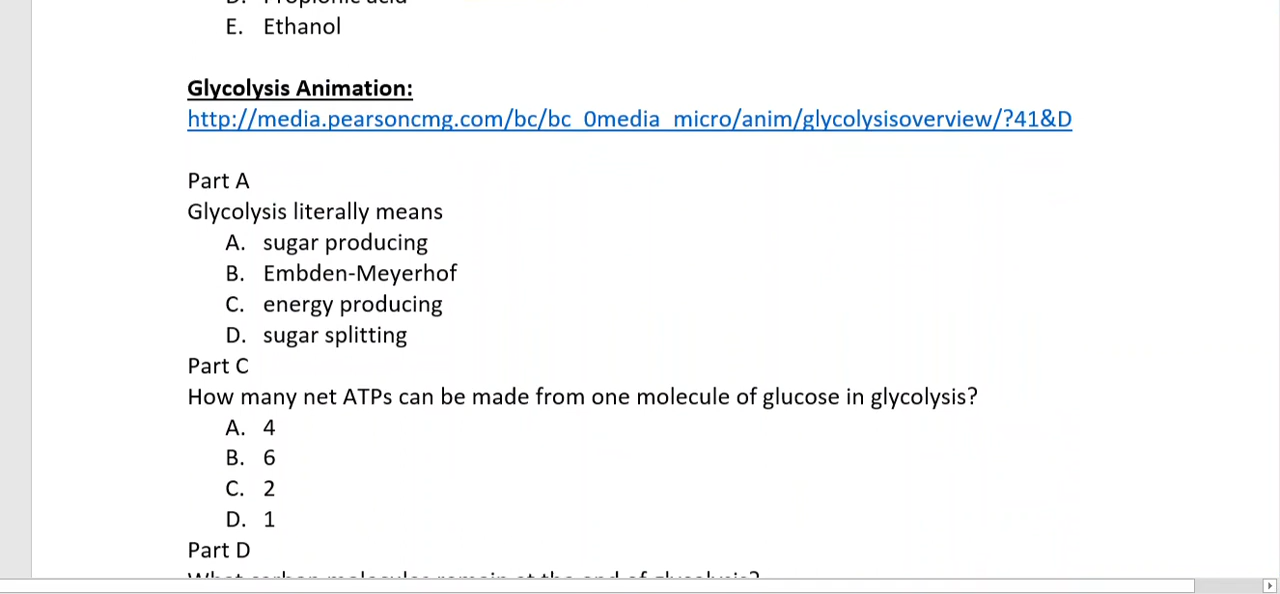 E. Ethanol
Glycolysis Animation:
http://media.pearsoncmg.com/bc/bc_0media_micro/anim/glycolysisoverview/?41&D
Part A
Glycolysis literally means
A. sugar producing
B. Embden-Meyerhof
C. energy producing
D. sugar splitting
Part C
How many net ATPs can be made from one molecule of glucose in glycolysis?
A. 4
B. 6
C. 2
D. 1
Part D